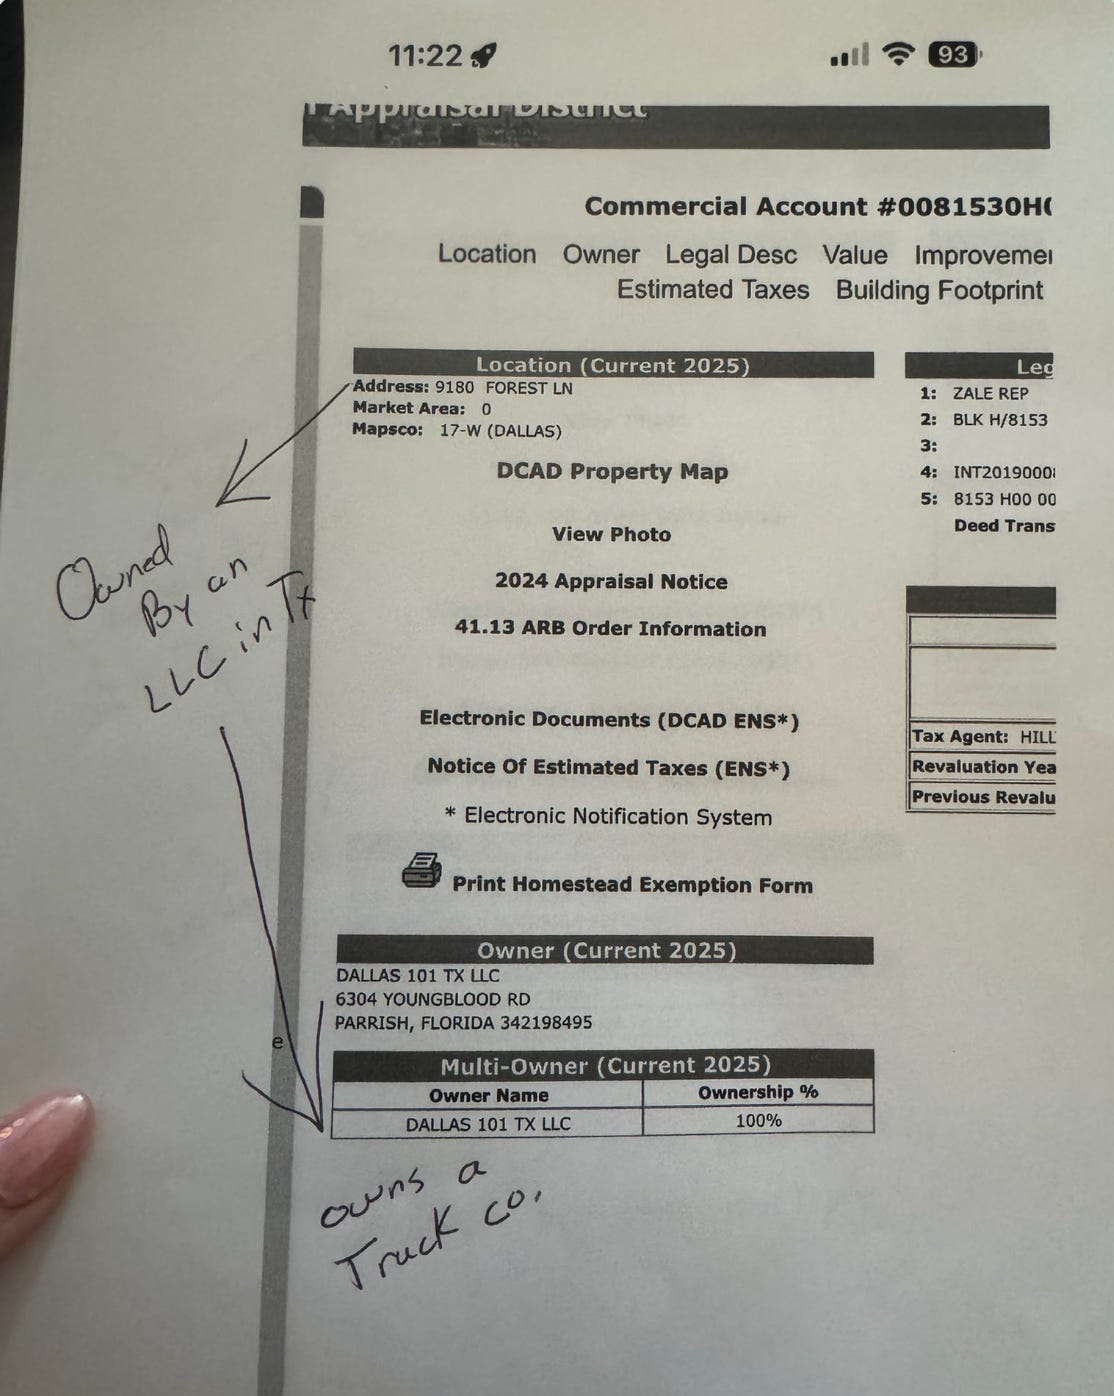 11:22
93
Appraisal District
Commercial Account #0081530H(
Location Owner Legal Desc Value Improvemei
Estimated Taxes Building Footprint
Location (Current 2025)
Address: 9180 FOREST LN
Market Area: 0
Mapsco: 17-W (DALLAS)
DCAD Property Map
View Photo
2024 Appraisal Notice
41.13 ARB Order Information
Electronic Documents (DCAD ENS*)
Notice Of Estimated Taxes (ENS*)
* Electronic Notification System
Print Homestead Exemption Form
Leg
1: ZALE REP
2: BLK H/8153
3:
4: INT2019000
5: 8153 H00 00
Deed Trans
Tax Agent: HILL
Revaluation Yea
Previous Revalu
Owned
By an
LLC in Tx
Owner (Current 2025)
DALLAS 101 TX LLC
6304 YOUNGBLOOD RD
PARRISH, FLORIDA 342198495
e
Multi-Owner (Current 2025)
Owner Name Ownership %
DALLAS 101 TX LLC 100%
owns a
Truck co.